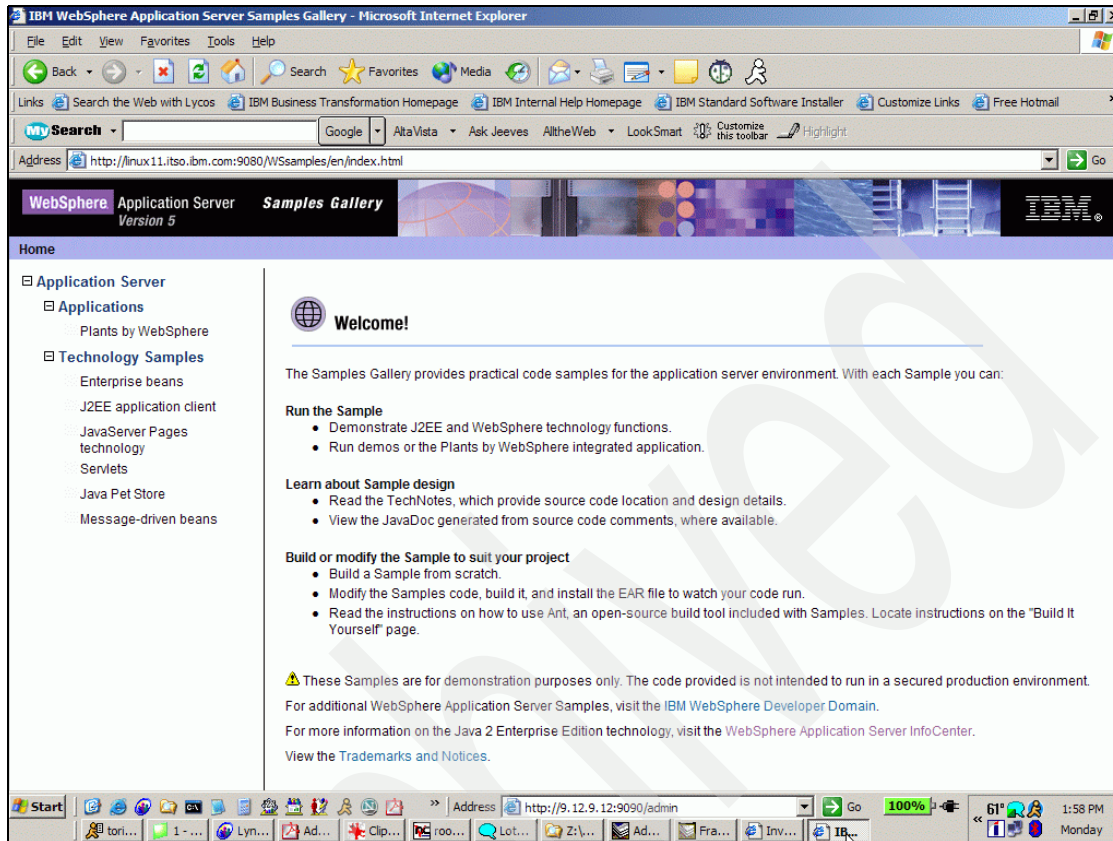 IBM WebSphere Application Server Samples Gallery - Microsoft Internet Explorer
File Edit View Favorites Tools Help
Back Search Favorites Media
Links Search the Web with Lycos IBM Business Transformation Homepage IBM Internal Help Homepage IBM Standard Software Installer Customize Links Free Hotmail
My Search Google AltaVista Ask Jeeves AlltheWeb LookSmart Customize this toolbar Highlight
Address http://linux11.itso.ibm.com:9080/WSsamples/en/index.html Go
WebSphere Application Server Samples Gallery IBM
Version 5
Home
Application Server
Applications
Plants by WebSphere
Technology Samples
Enterprise beans
J2EE application client
JavaServer Pages
technology
Servlets
Java Pet Store
Message-driven beans
Welcome!
The Samples Gallery provides practical code samples for the application server environment. With each Sample you can:
Run the Sample
• Demonstrate J2EE and WebSphere technology functions.
• Run demos or the Plants by WebSphere integrated application.
Learn about Sample design
• Read the TechNotes, which provide source code location and design details.
• View the JavaDoc generated from source code comments, where available.
Build or modify the Sample to suit your project
• Build a Sample from scratch.
• Modify the Samples code, build it, and install the EAR file to watch your code run.
• Read the instructions on how to use Ant, an open-source build tool included with Samples. Locate instructions on the "Build It
Yourself" page.
These Samples are for demonstration purposes only. The code provided is not intended to run in a secured production environment.
For additional WebSphere Application Server Samples, visit the IBM WebSphere Developer Domain.
For more information on the Java 2 Enterprise Edition technology, visit the WebSphere Application Server InfoCenter.
View the Trademarks and Notices.
Start » Address http://9.12.9.12:9090/admin Go 100% « 61° 1:58 PM
tori... 1 - ... Lyn... Ad... Clip... roo... Lot... Z:\... Ad... Fra... Inv... IB... Monday
hived